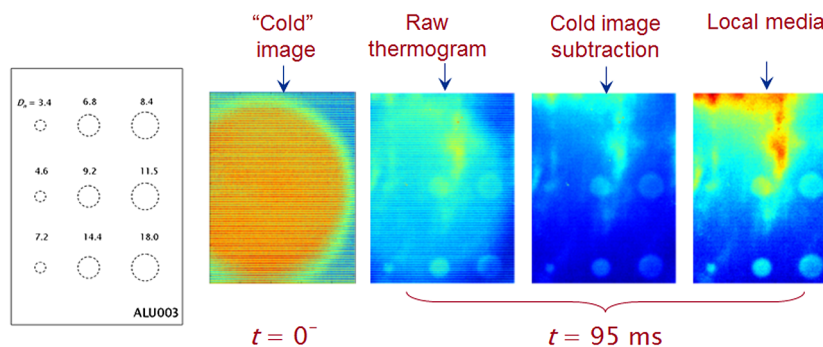 "Cold"
image
Raw
thermogram
Cold image
subtraction
Local media
Dₙ = 3.4 6.8 8.4
4.6 9.2 11.5
7.2 14.4 18.0
ALU003
t = 0⁻
t = 95 ms